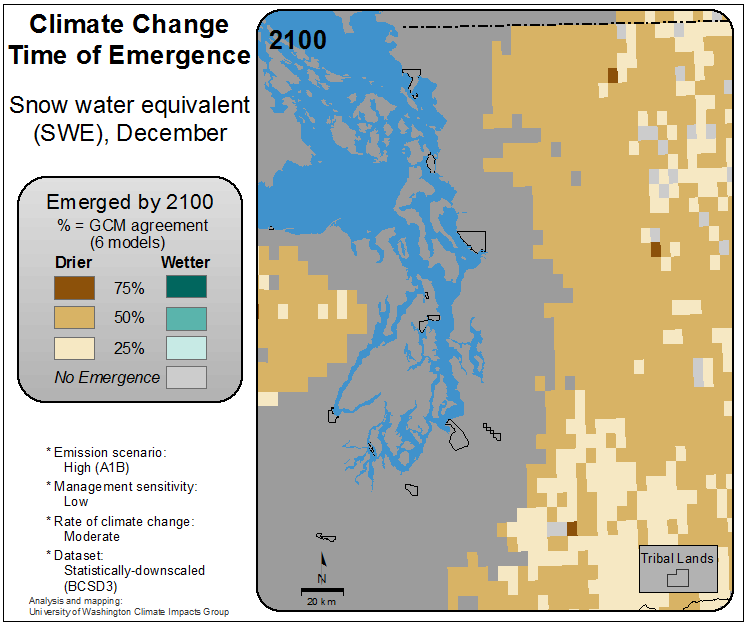 Climate Change
Time of Emergence
Snow water equivalent
(SWE), December
Emerged by 2100
% = GCM agreement
(6 models)
Drier Wetter
75%
50%
25%
No Emergence
* Emission scenario:
High (A1B)
* Management sensitivity:
Low
* Rate of climate change:
Moderate
* Dataset:
Statistically-downscaled
(BCSD3)
Analysis and mapping:
University of Washington Climate Impacts Group
2100
N
20 km
Tribal Lands